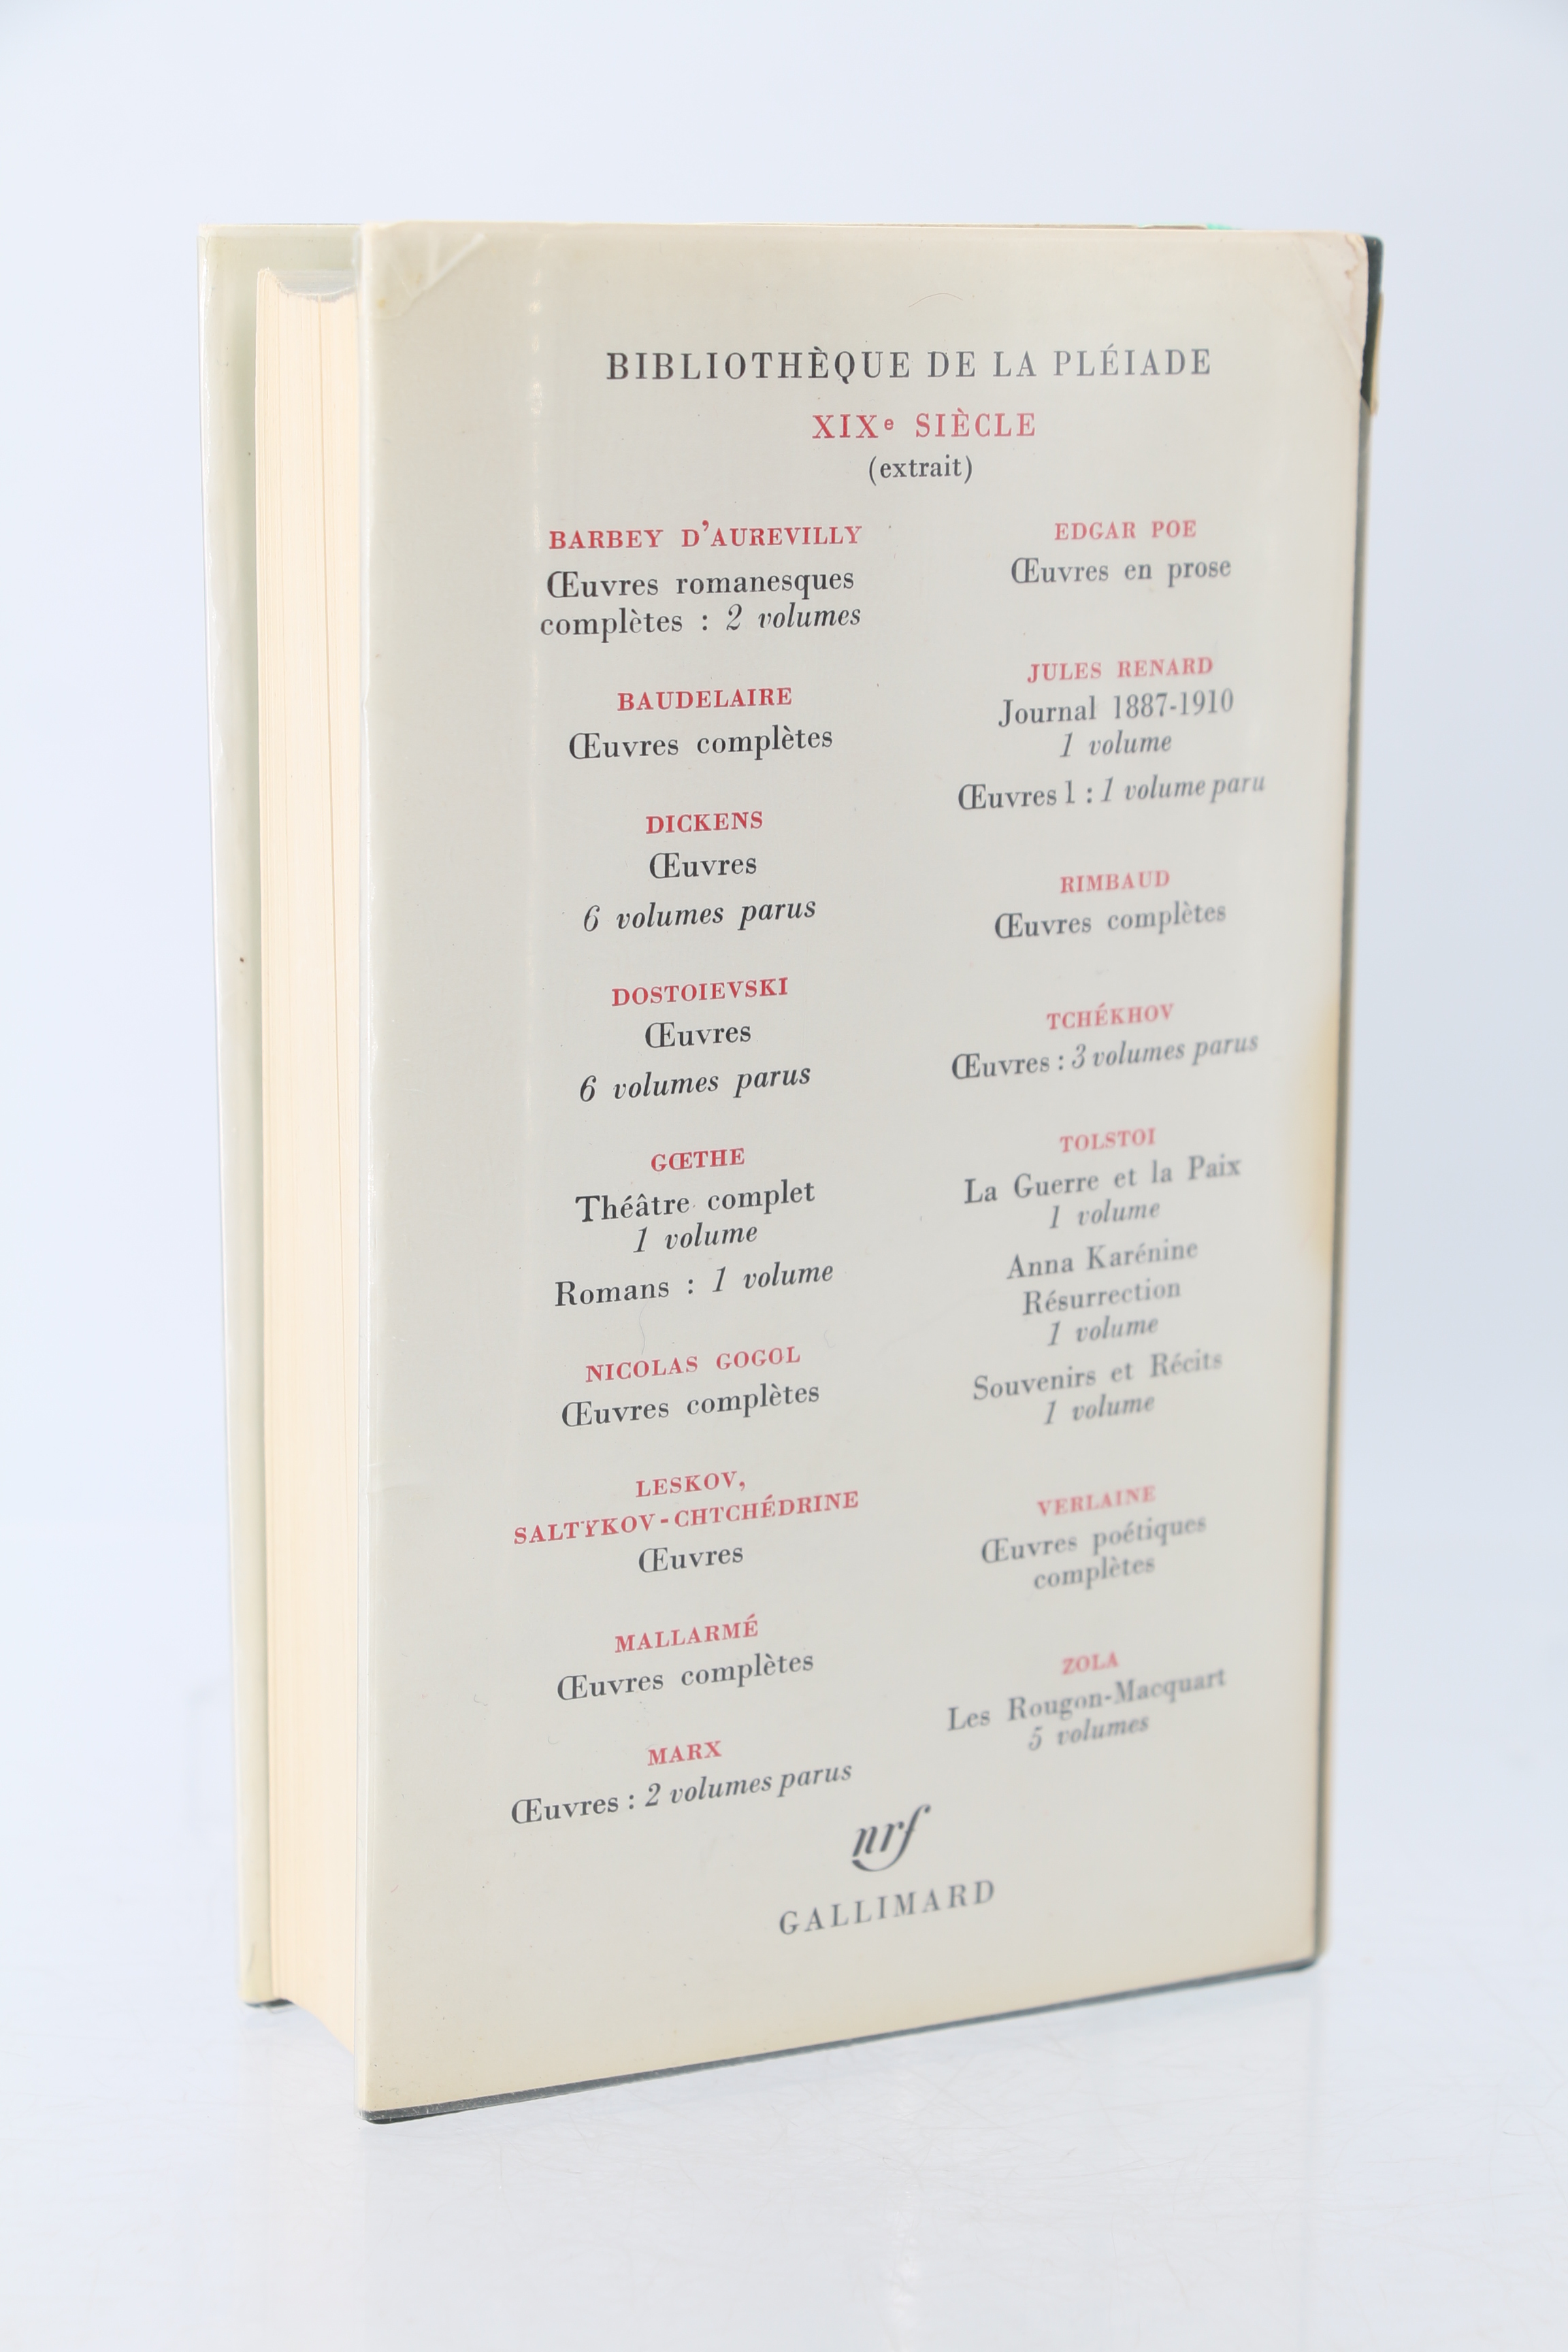 BIBLIOTHÈQUE DE LA PLÉIADE
XIXe SIÈCLE
(extrait)
BARBEY D'AUREVILLY
Œuvres romanesques
complètes : 2 volumes
BAUDELAIRE
Œuvres complètes
DICKENS
Œuvres
6 volumes parus
DOSTOIEVSKI
Œuvres
6 volumes parus
GŒTHE
Théâtre complet
1 volume
Romans : 1 volume
NICOLAS GOGOL
Œuvres complètes
LESKOV,
SALTYKOV-CHTCHÉDRINE
Œuvres
MALLARMÉ
Œuvres complètes
MARX
Œuvres : 2 volumes parus
EDGAR POE
Œuvres en prose
JULES RENARD
Journal 1887-1910
1 volume
Œuvres I : 1 volume paru
RIMBAUD
Œuvres complètes
TCHÉKHOV
Œuvres : 3 volumes parus
TOLSTOI
La Guerre et la Paix
1 volume
Anna Karénine
Résurrection
1 volume
Souvenirs et Récits
1 volume
VERLAINE
Œuvres poétiques
complètes
ZOLA
Les Rougon-Macquart
5 volumes
nrf
GALLIMARD